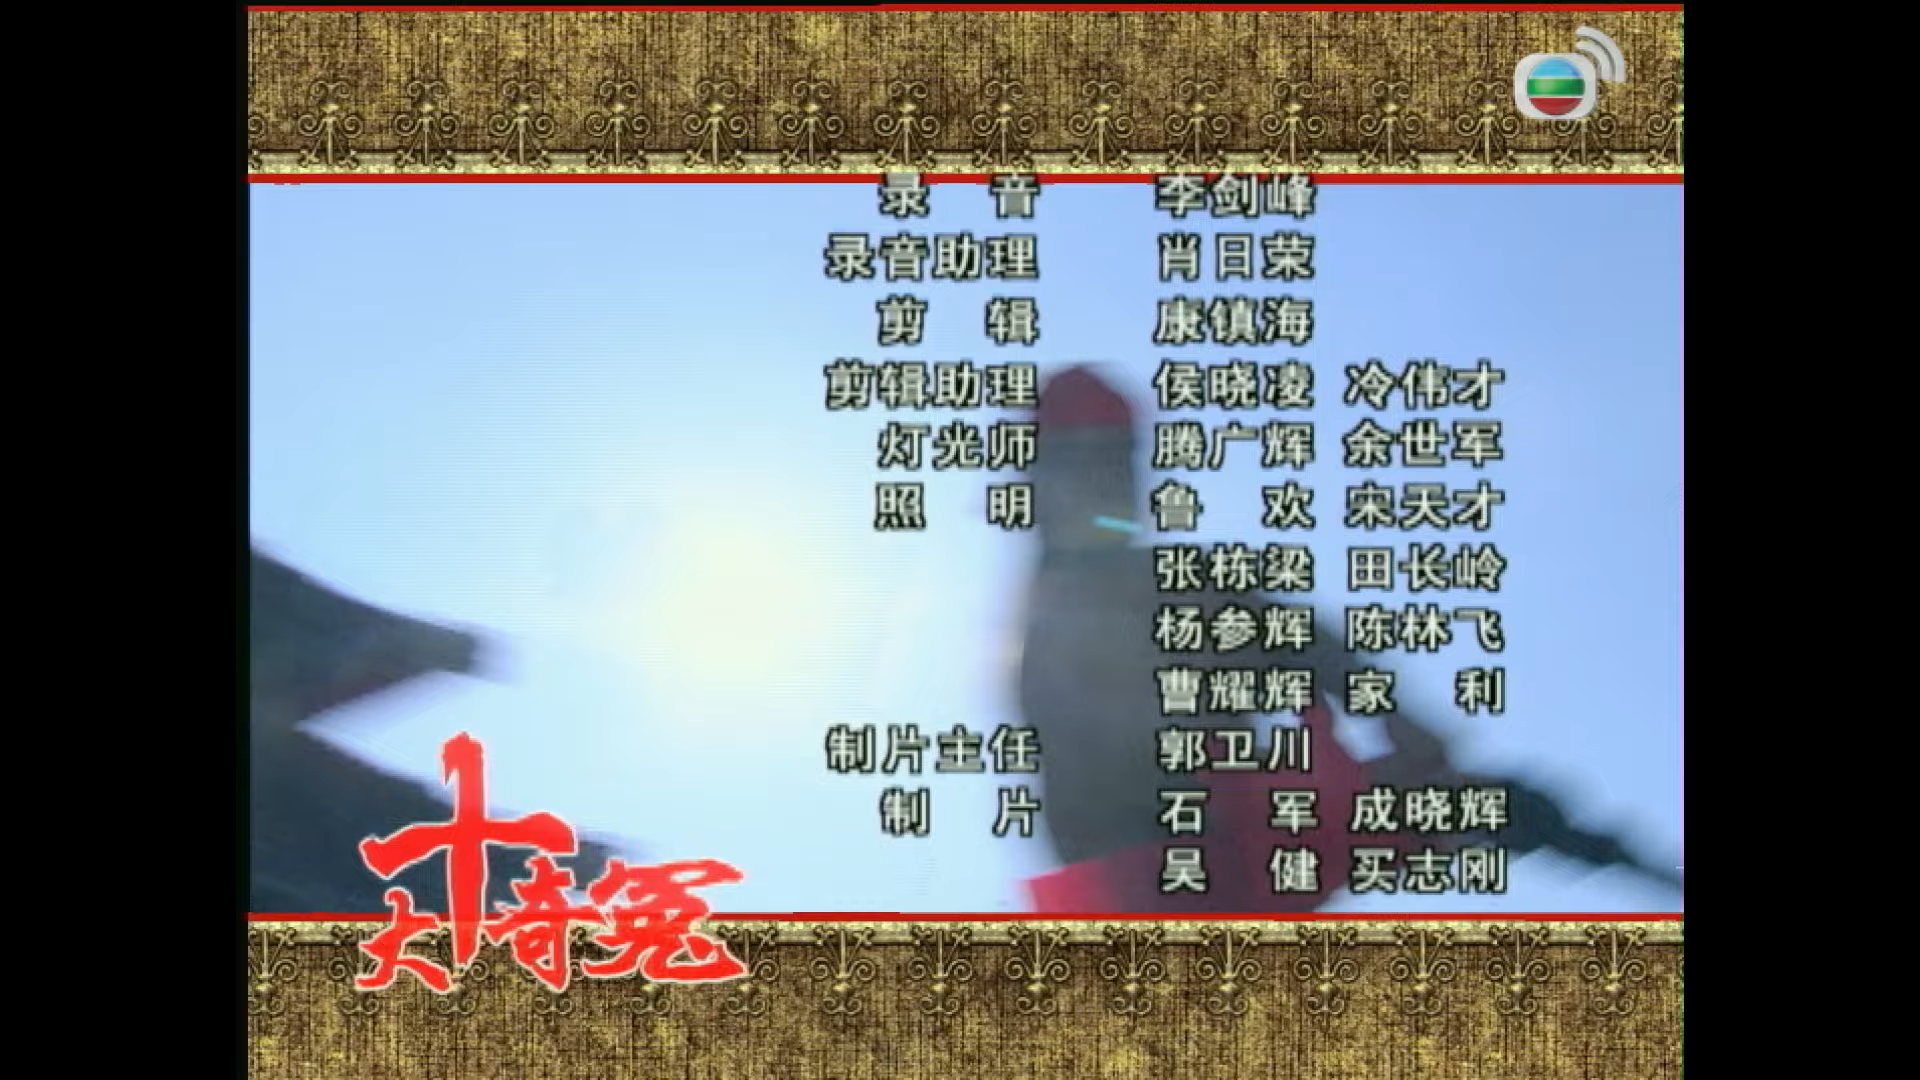 录 音 李剑峰
录音助理 肖日荣
剪 辑 康镇海
剪辑助理 侯晓凌 冷伟才
灯光师 腾广辉 余世军
照 明 鲁 欢 宋天才
张栋梁 田长岭
杨参辉 陈林飞
曹耀辉 家 利
制片主任 郭卫川
制 片 石 军 成晓辉
吴 健 买志刚
十大奇冤